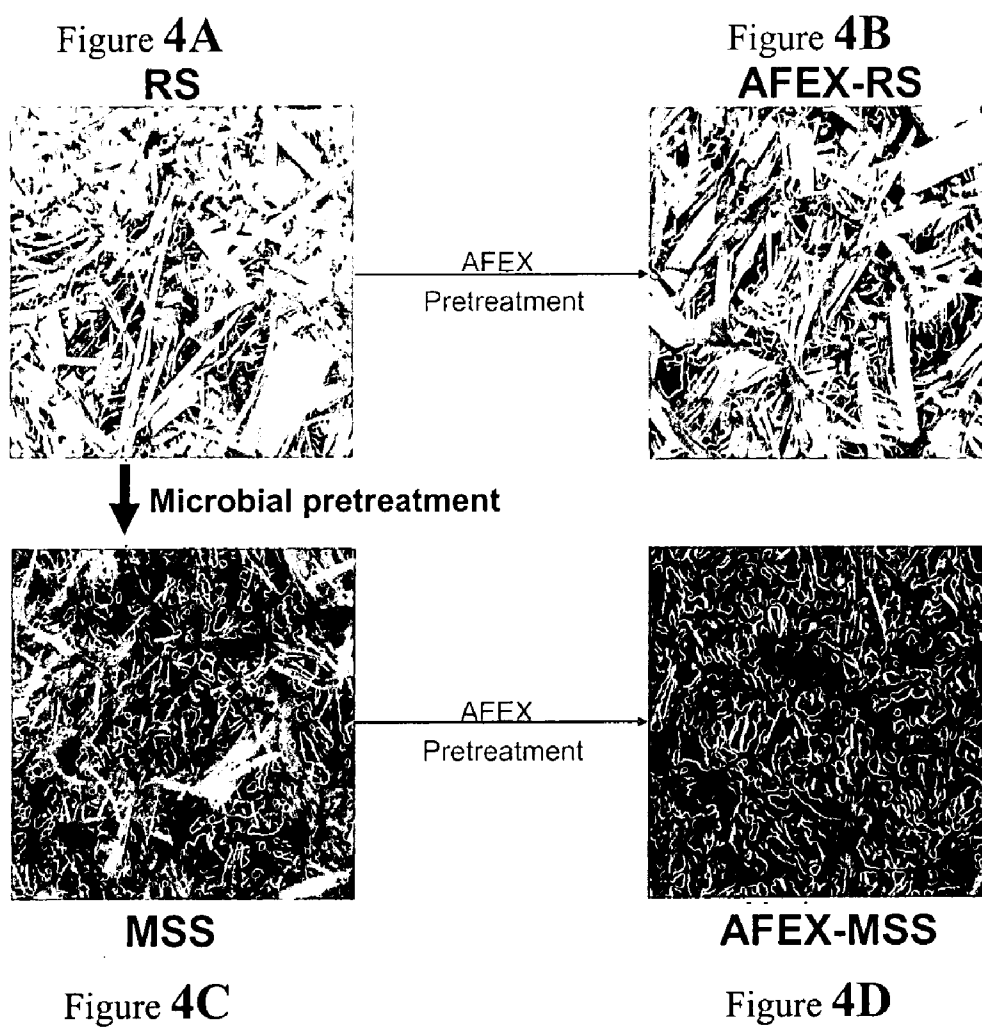 Figure 4A
RS
Figure 4B
AFEX-RS
AFEX
Pretreatment
Microbial pretreatment
AFEX
Pretreatment
MSS
AFEX-MSS
Figure 4C
Figure 4D